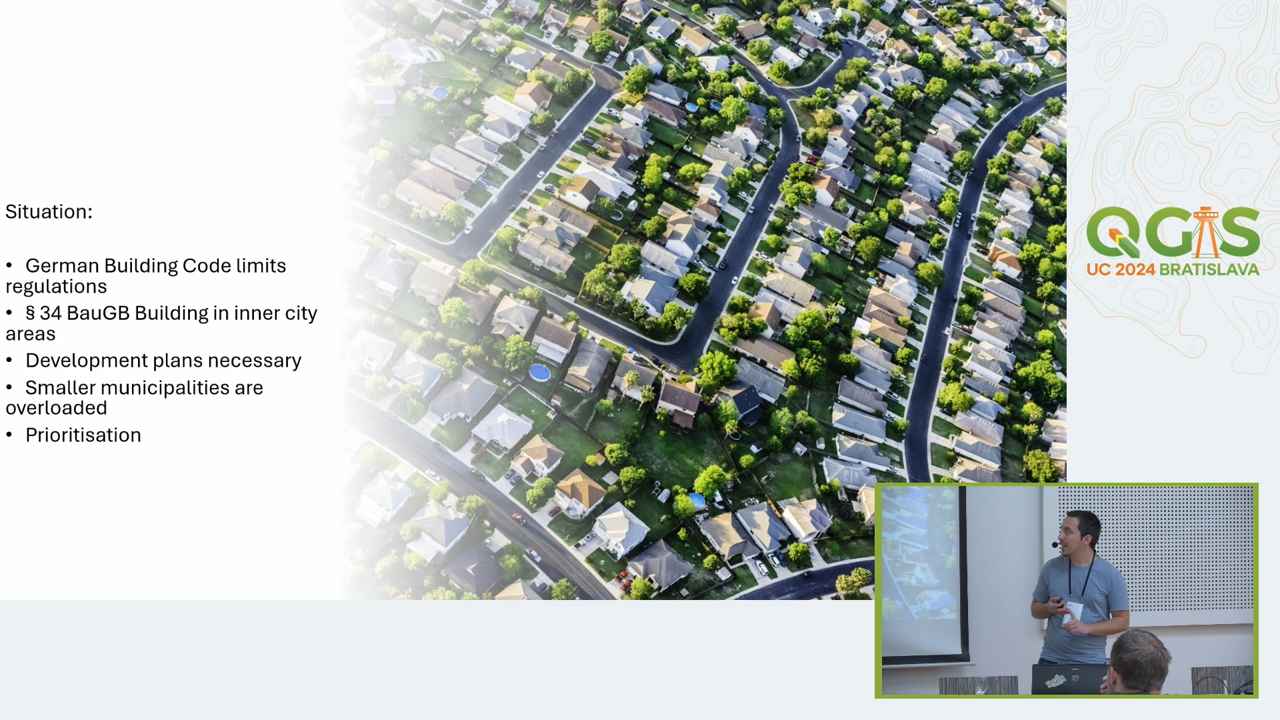 Situation:
• German Building Code limits
regulations
• § 34 BauGB Building in inner city
areas
• Development plans necessary
• Smaller municipalities are
overloaded
• Prioritisation
QGIS
UC 2024 BRATISLAVA